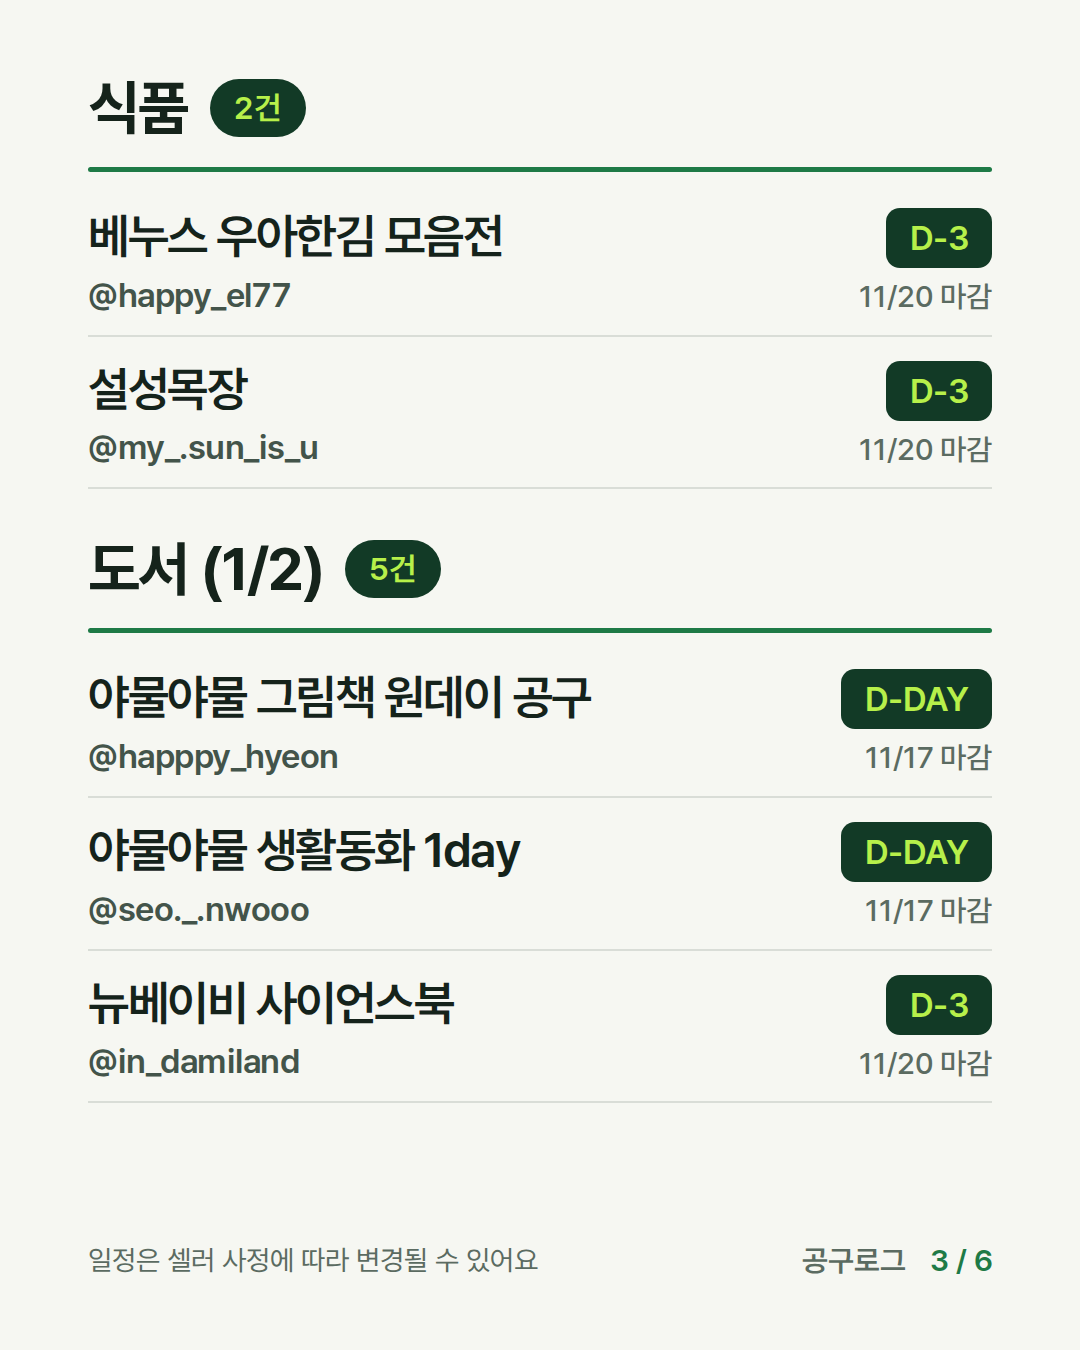 식품 2건
베누스 우아한김 모음전 D-3
@happy_el77 11/20 마감
설성목장 D-3
@my_.sun_is_u 11/20 마감
도서 (1/2) 5건
야물야물 그림책 원데이 공구 D-DAY
@happpy_hyeon 11/17 마감
야물야물 생활동화 1day D-DAY
@seo._.nwooo 11/17 마감
뉴베이비 사이언스북 D-3
@in_damiland 11/20 마감
일정은 셀러 사정에 따라 변경될 수 있어요 공구로그 3 / 6